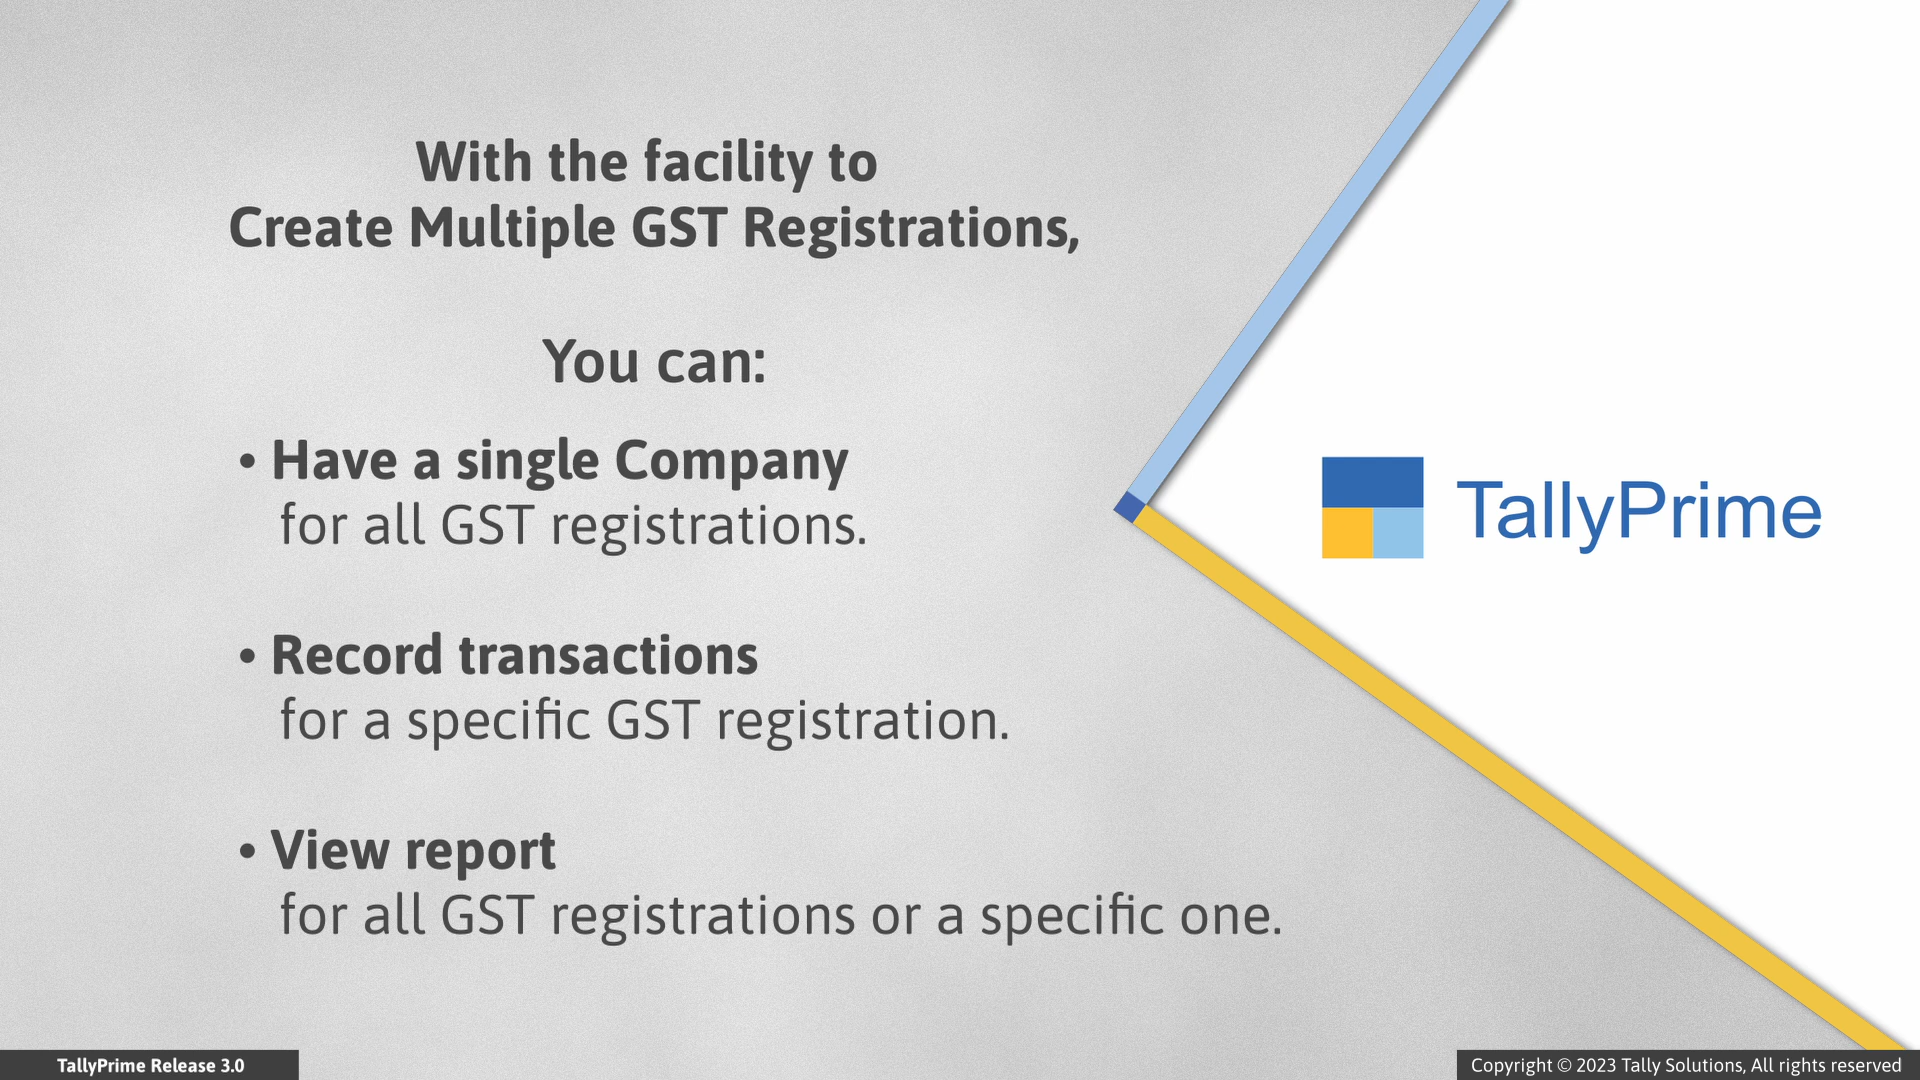 With the facility to
Create Multiple GST Registrations,
You can:
• Have a single Company
for all GST registrations.
• Record transactions
for a specific GST registration.
• View report
for all GST registrations or a specific one.
TallyPrime
TallyPrime Release 3.0
Copyright © 2023 Tally Solutions, All rights reserved